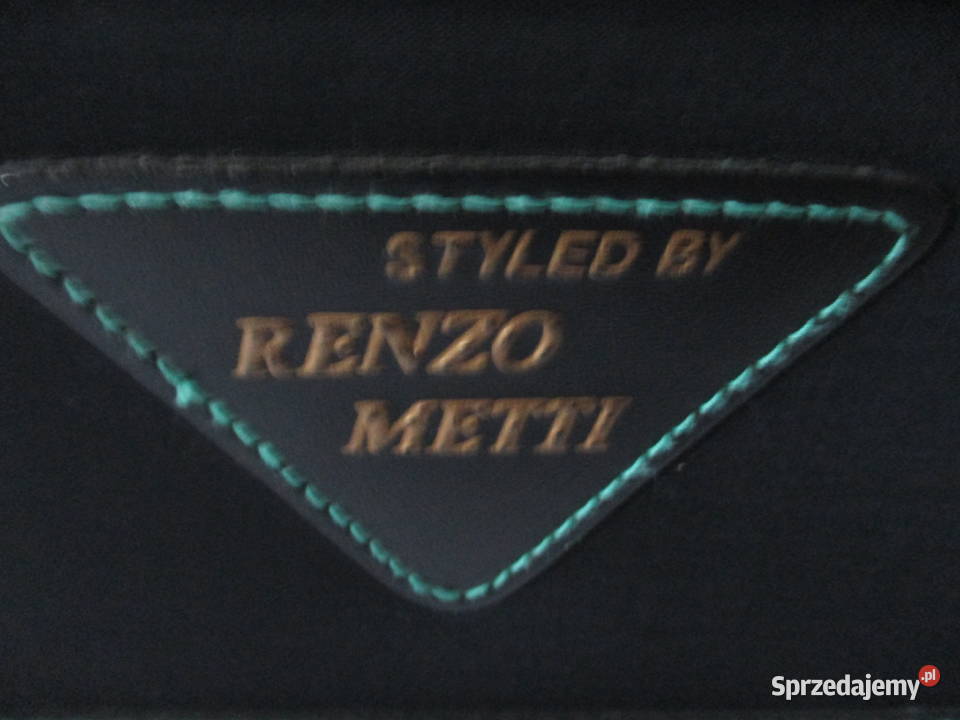 STYLED BY
RENZO
METTI
Sprzedajemy.pl